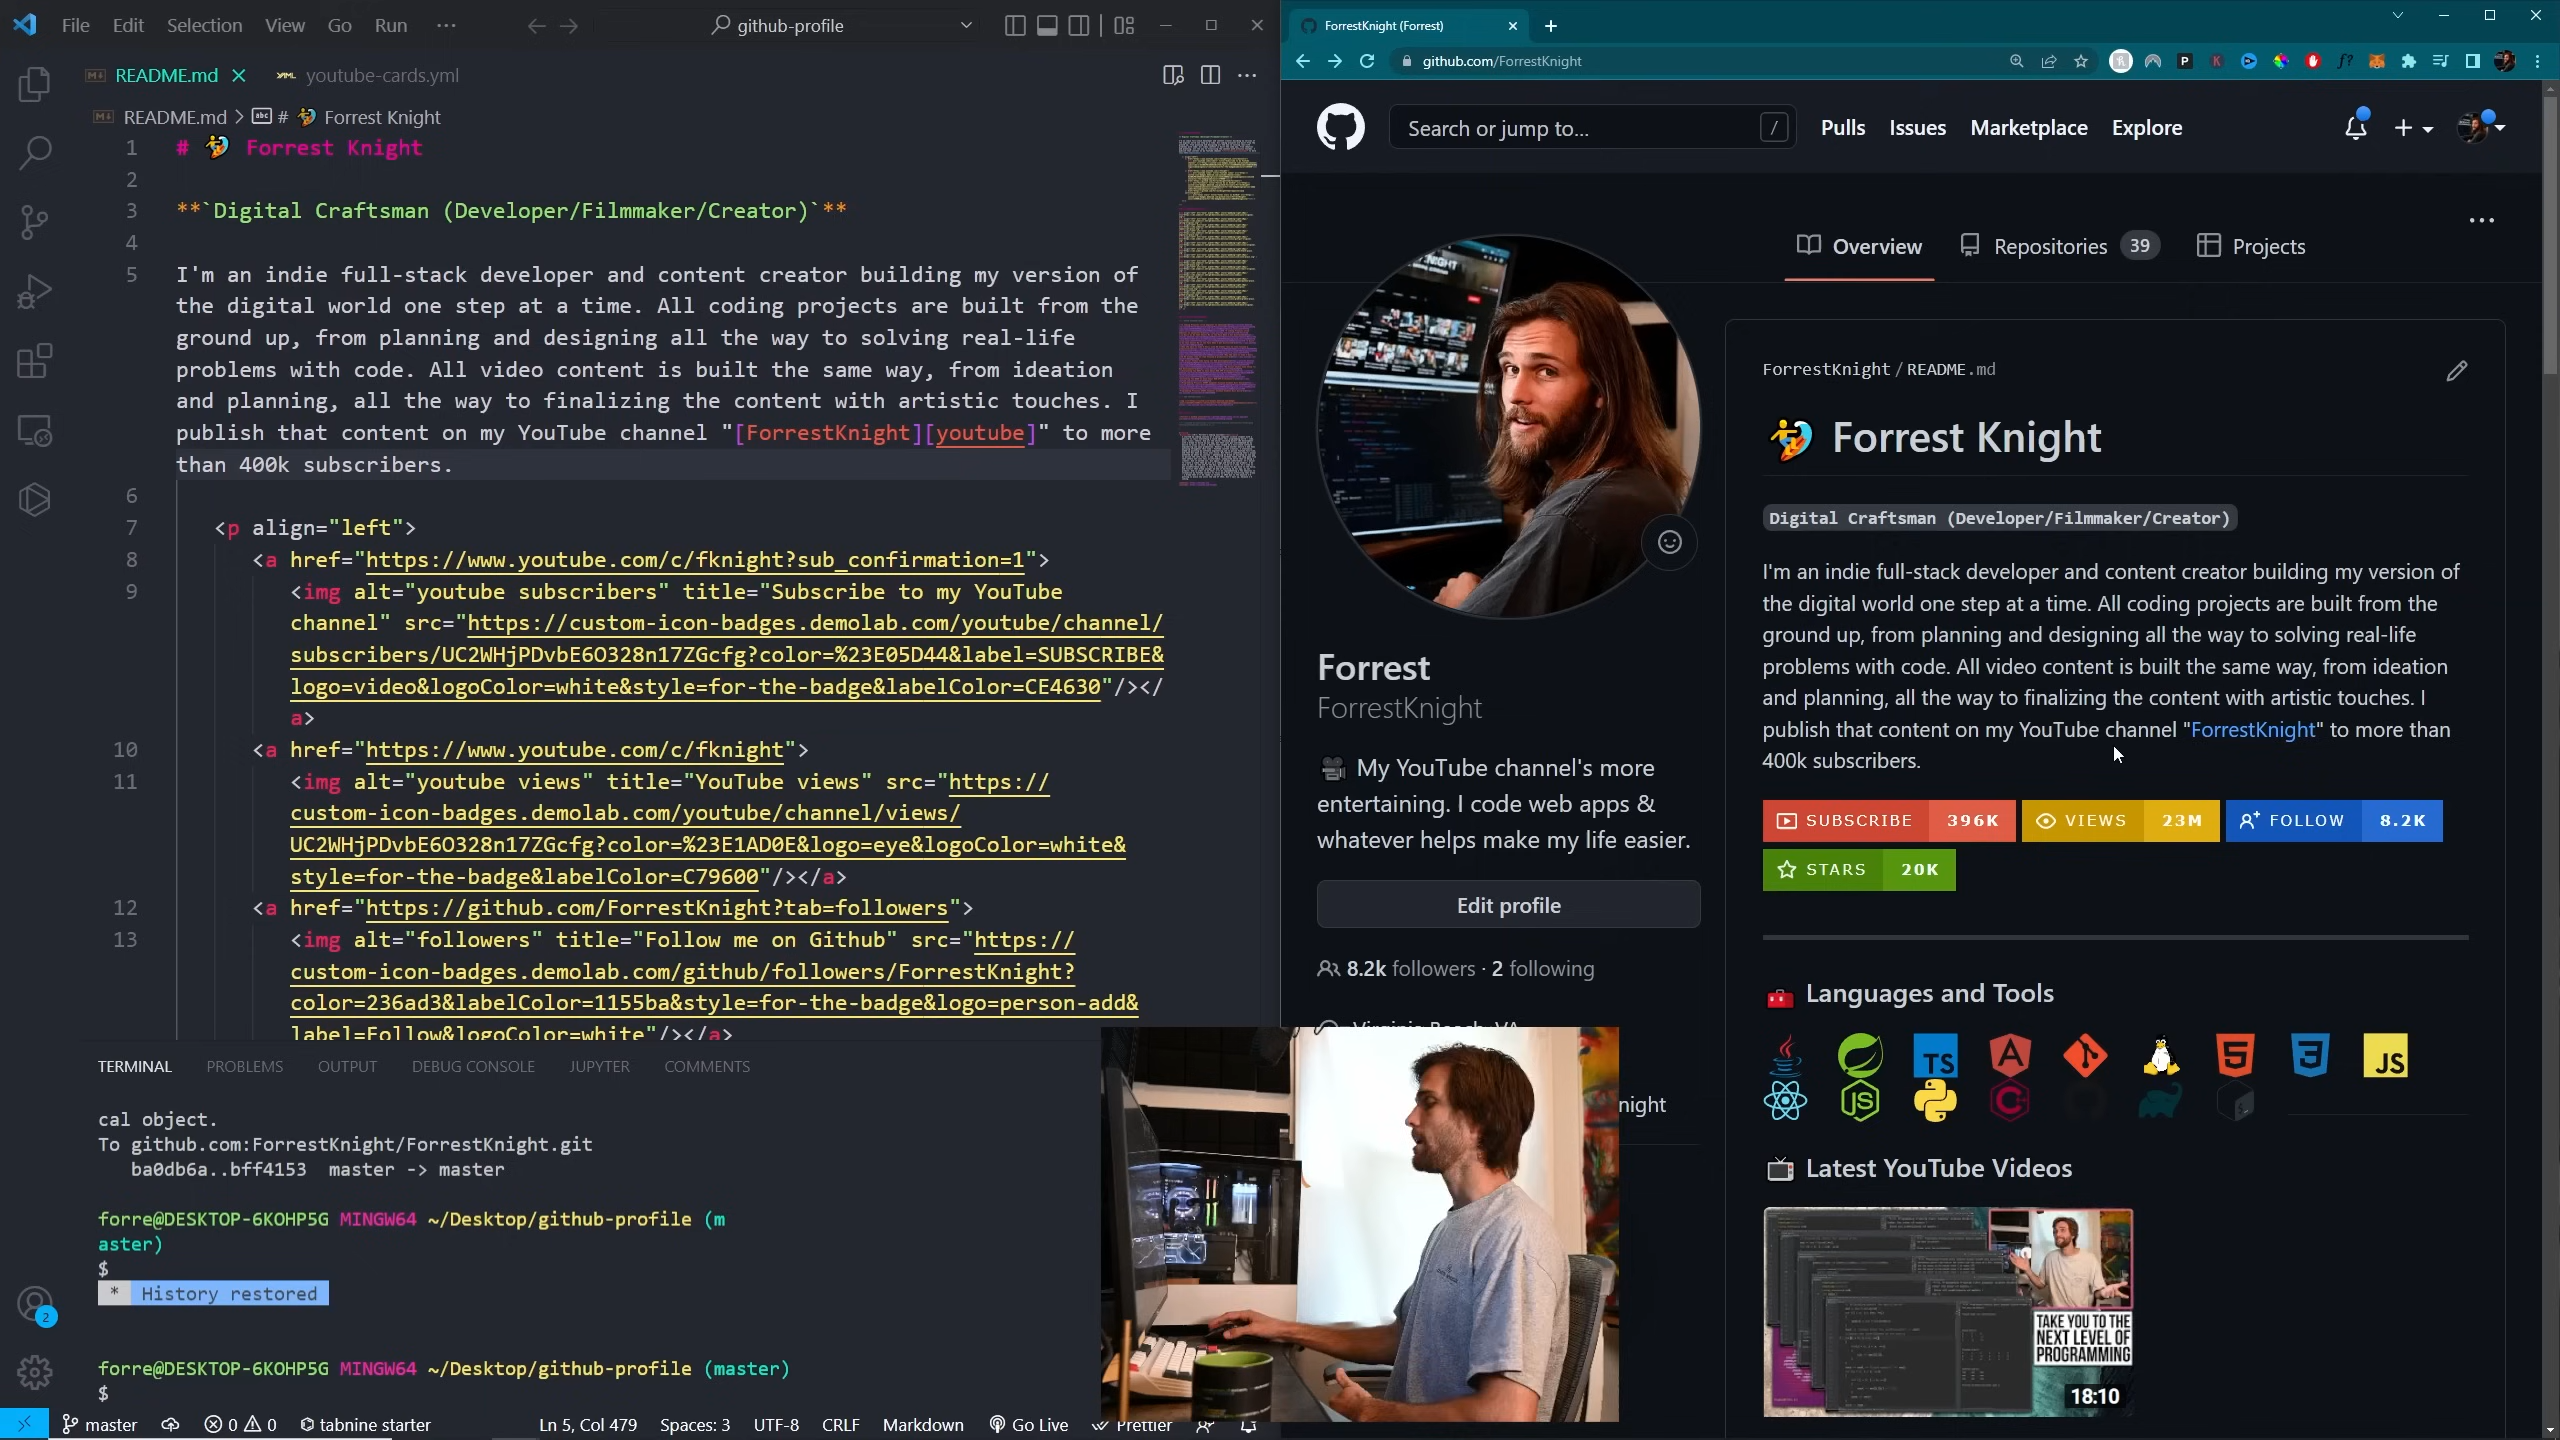 File Edit Selection View Go Run ···
github-profile
README.md
youtube-cards.yml
README.md > # Forrest Knight
1 # Forrest Knight
2
3 **`Digital Craftsman (Developer/Filmmaker/Creator)`**
4
5 I'm an indie full-stack developer and content creator building my version of
the digital world one step at a time. All coding projects are built from the
ground up, from planning and designing all the way to solving real-life
problems with code. All video content is built the same way, from ideation
and planning, all the way to finalizing the content with artistic touches. I
publish that content on my YouTube channel "[ForrestKnight][youtube]" to more
than 400k subscribers.
6
7 <p align="left">
8 <a href="https://www.youtube.com/c/fknight?sub_confirmation=1">
9 <img alt="youtube subscribers" title="Subscribe to my YouTube
channel" src="https://custom-icon-badges.demolab.com/youtube/channel/
subscribers/UC2WHjPDvbE6O328n17ZGcfg?color=%23E05D44&label=SUBSCRIBE&
logo=video&logoColor=white&style=for-the-badge&labelColor=CE4630"/></
a>
10 <a href="https://www.youtube.com/c/fknight">
11 <img alt="youtube views" title="YouTube views" src="https://
custom-icon-badges.demolab.com/youtube/channel/views/
UC2WHjPDvbE6O328n17ZGcfg?color=%23E1AD0E&logo=eye&logoColor=white&
style=for-the-badge&labelColor=C79600"/></a>
12 <a href="https://github.com/ForrestKnight?tab=followers">
13 <img alt="followers" title="Follow me on Github" src="https://
custom-icon-badges.demolab.com/github/followers/ForrestKnight?
color=236ad3&labelColor=1155ba&style=for-the-badge&logo=person-add&
label=Follow&logoColor=white"/></a>
TERMINAL PROBLEMS OUTPUT DEBUG CONSOLE JUPYTER COMMENTS
cal object.
To github.com:ForrestKnight/ForrestKnight.git
ba0db6a..bff4153 master -> master
forre@DESKTOP-6KOHP5G MINGW64 ~/Desktop/github-profile (m
aster)
$
* History restored
forre@DESKTOP-6KOHP5G MINGW64 ~/Desktop/github-profile (master)
$
2
master 0 0 tabnine starter Ln 5, Col 479 Spaces: 3 UTF-8 CRLF Markdown Go Live Prettier
ForrestKnight (Forrest)
github.com/ForrestKnight
Search or jump to... /
Pulls Issues Marketplace Explore
Overview Repositories 39 Projects
Forrest
ForrestKnight
My YouTube channel's more
entertaining. I code web apps &
whatever helps make my life easier.
Edit profile
8.2k followers · 2 following
Virginia Beach, VA
night
ForrestKnight / README.md
Forrest Knight
Digital Craftsman (Developer/Filmmaker/Creator)
I'm an indie full-stack developer and content creator building my version of
the digital world one step at a time. All coding projects are built from the
ground up, from planning and designing all the way to solving real-life
problems with code. All video content is built the same way, from ideation
and planning, all the way to finalizing the content with artistic touches. I
publish that content on my YouTube channel "ForrestKnight" to more than
400k subscribers.
SUBSCRIBE 396K VIEWS 23M FOLLOW 8.2K
STARS 20K
Languages and Tools
TS
JS
Latest YouTube Videos
TAKE YOU TO THE
NEXT LEVEL OF
PROGRAMMING
18:10